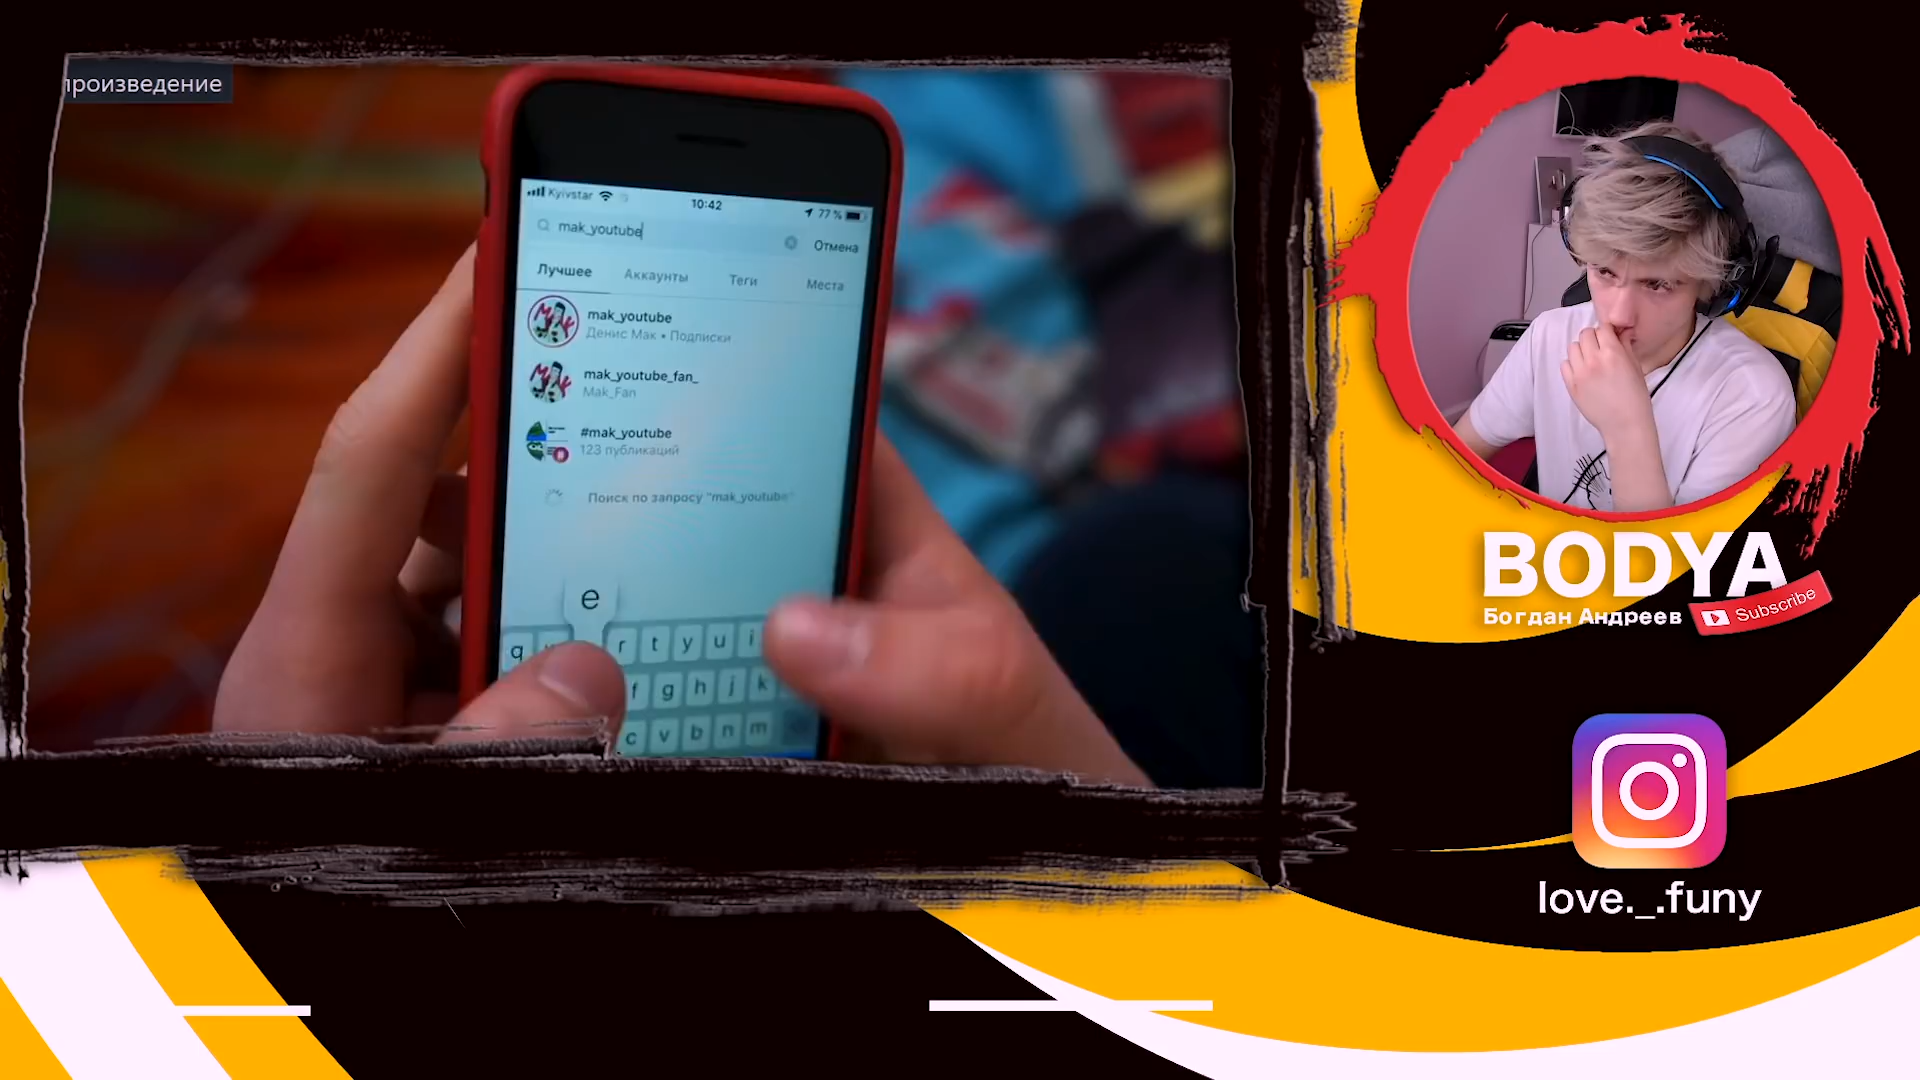 произведение
Kyivstar
10:42
77 %
mak_youtube
Отмена
Лучшее
Аккаунты
Теги
Места
mak_youtube
Денис Мак • Подписки
mak_youtube_fan_
Mak_Fan
#mak_youtube
123 публикаций
Поиск по запросу "mak_youtube"
e
q r t y u i
f g h j k
c v b n m
BODYA
Богдан Андреев
Subscribe
love._.funy